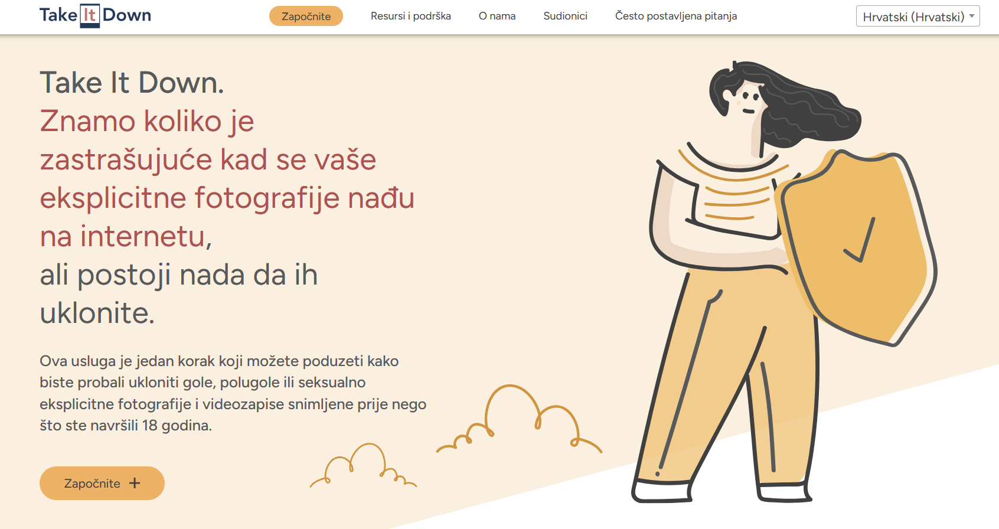 Take It Down
Započnite
Resursi i podrška
O nama
Sudionici
Često postavljena pitanja
Hrvatski (Hrvatski)
Take It Down.
Znamo koliko je
zastrašujuće kad se vaše
eksplicitne fotografije nađu
na internetu,
ali postoji nada da ih
uklonite.
Ova usluga je jedan korak koji možete poduzeti kako
biste probali ukloniti gole, polugole ili seksualno
eksplicitne fotografije i videozapise snimljene prije nego
što ste navršili 18 godina.
Započnite +